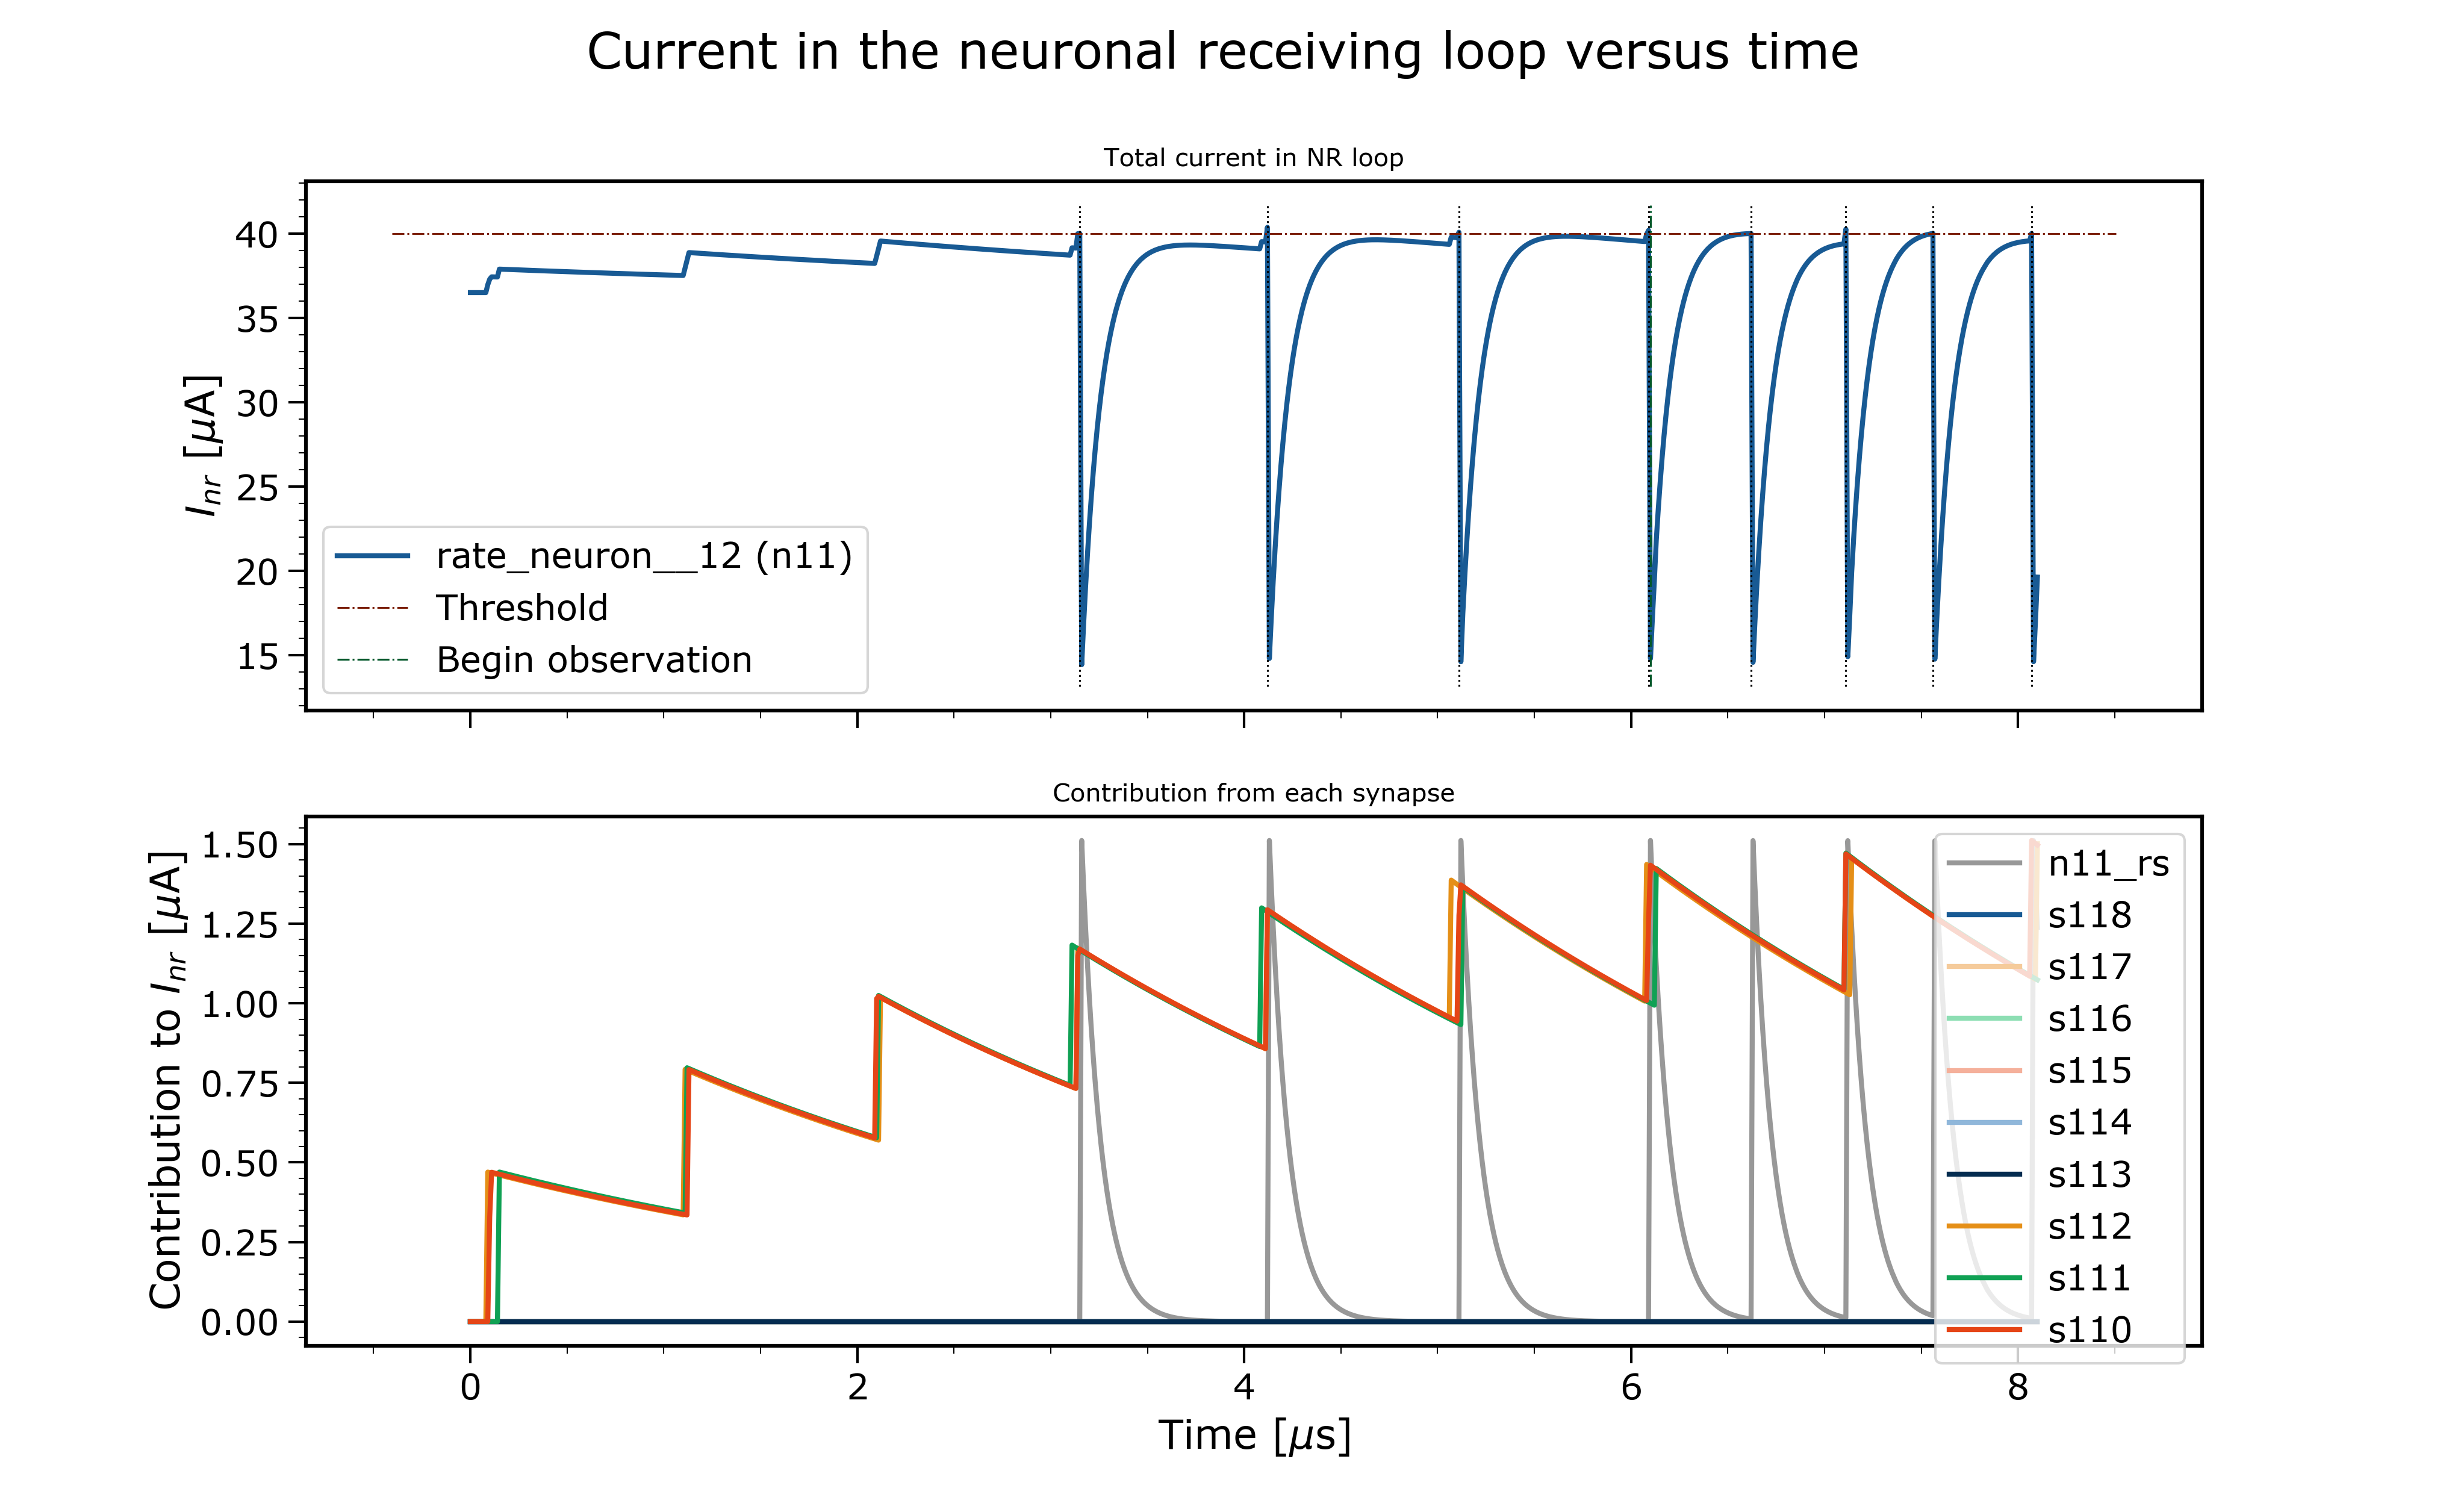 Current in the neuronal receiving loop versus time
Total current in NR loop
40
35
30
25
20
15
I_nr [μA]
rate_neuron__12 (n11)
Threshold
Begin observation
Contribution from each synapse
1.50
1.25
1.00
0.75
0.50
0.25
0.00
Contribution to I_nr [μA]
n11_rs
s118
s117
s116
s115
s114
s113
s112
s111
s110
0 2 4 6 8
Time [μs]